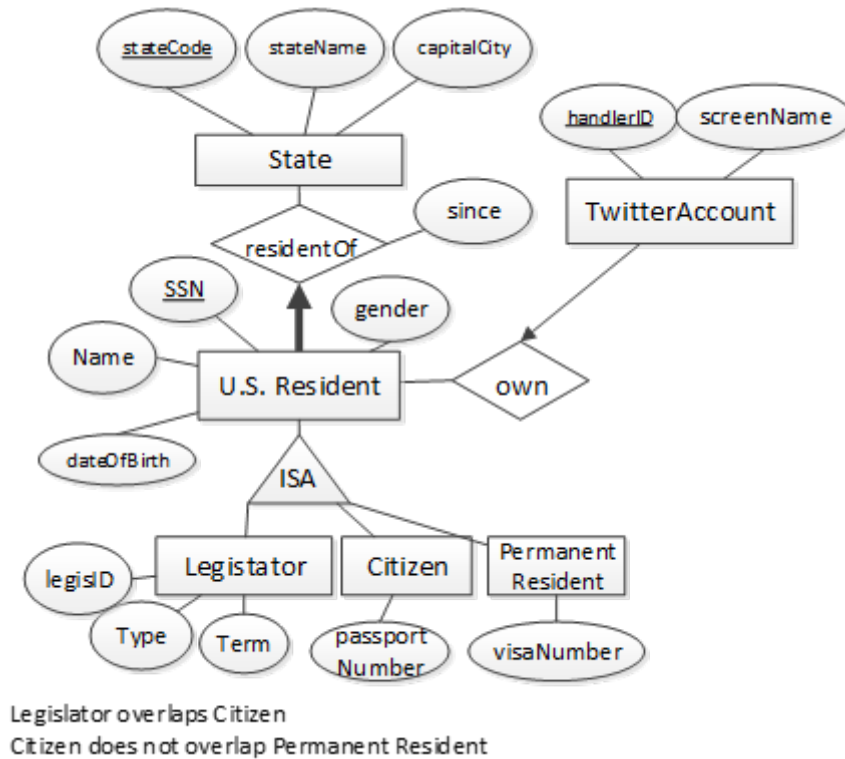 stateCode
stateName
capitalCity
handlerID
screenName
State
TwitterAccount
since
residentOf
SSN
gender
Name
U.S. Resident
own
dateOfBirth
ISA
Legistator
Citizen
Permanent
Resident
legisID
Type
Term
passport
Number
visaNumber
Legislator overlaps Citizen
Citizen does not overlap Permanent Resident